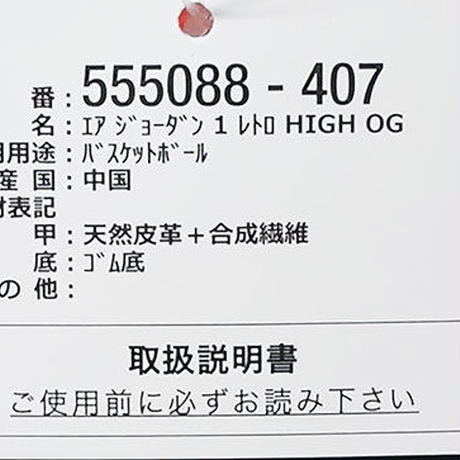 番：555088 - 407
名：ｴｱ ｼﾞｮｰﾀﾞﾝ 1 ﾚﾄﾛ HIGH OG
用途：ﾊﾞｽｹｯﾄﾎﾞｰﾙ
産 国：中国
材表記
甲：天然皮革＋合成繊維
底：ｺﾞﾑ底
の 他：
取扱説明書
ご使用前に必ずお読み下さい